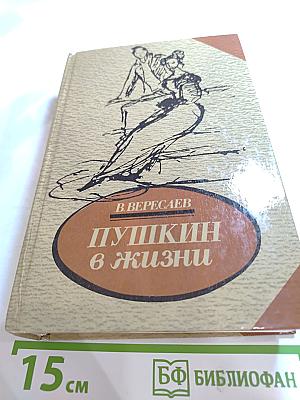 В. ВЕРЕСАЕВ
ПУШКИН
в жизни
15 см
БФ БИБЛИОФАН